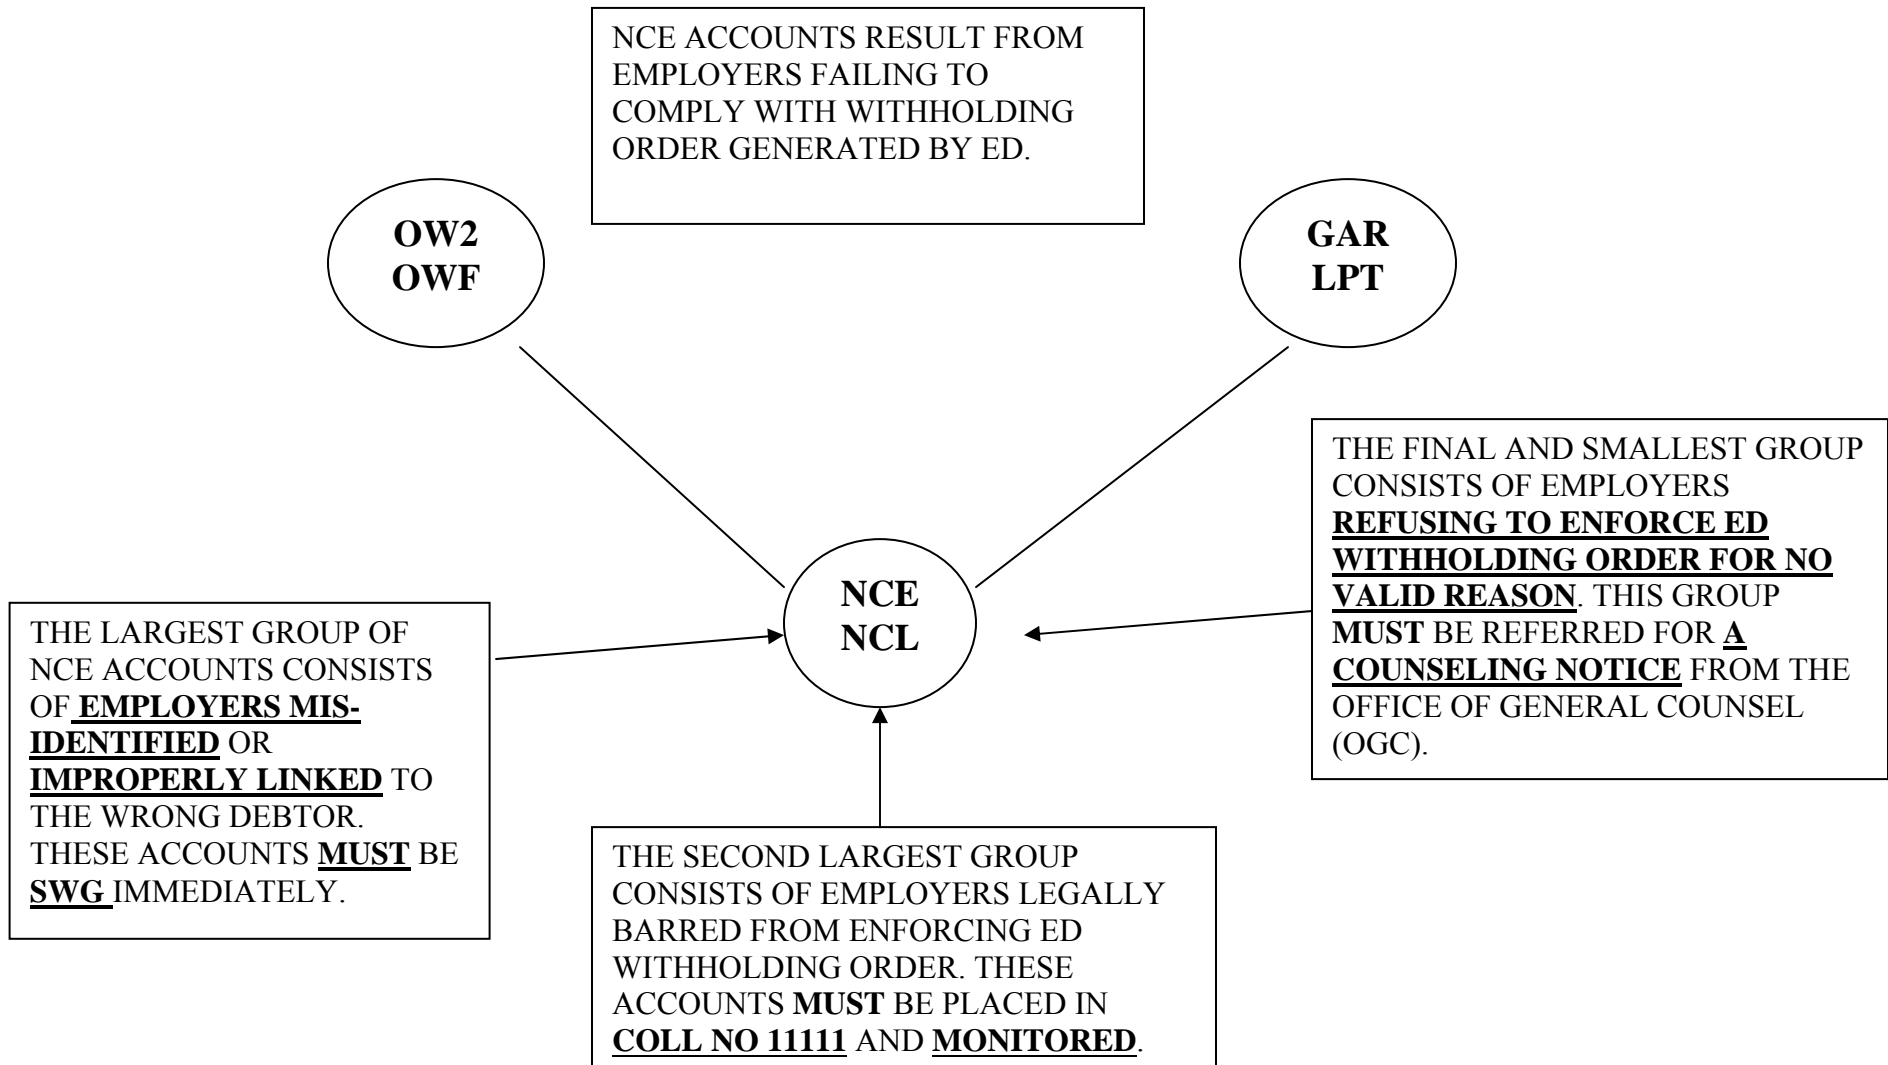 NCE ACCOUNTS RESULT FROM
EMPLOYERS FAILING TO
COMPLY WITH WITHHOLDING
ORDER GENERATED BY ED.
OW2
OWF
GAR
LPT
THE FINAL AND SMALLEST GROUP
CONSISTS OF EMPLOYERS
REFUSING TO ENFORCE ED
WITHHOLDING ORDER FOR NO
VALID REASON. THIS GROUP
MUST BE REFERRED FOR A
COUNSELING NOTICE FROM THE
OFFICE OF GENERAL COUNSEL
(OGC).
NCE
NCL
THE LARGEST GROUP OF
NCE ACCOUNTS CONSISTS
OF EMPLOYERS MIS-
IDENTIFIED OR
IMPROPERLY LINKED TO
THE WRONG DEBTOR.
THESE ACCOUNTS MUST BE
SWG IMMEDIATELY.
THE SECOND LARGEST GROUP
CONSISTS OF EMPLOYERS LEGALLY
BARRED FROM ENFORCING ED
WITHHOLDING ORDER. THESE
ACCOUNTS MUST BE PLACED IN
COLL NO 11111 AND MONITORED.